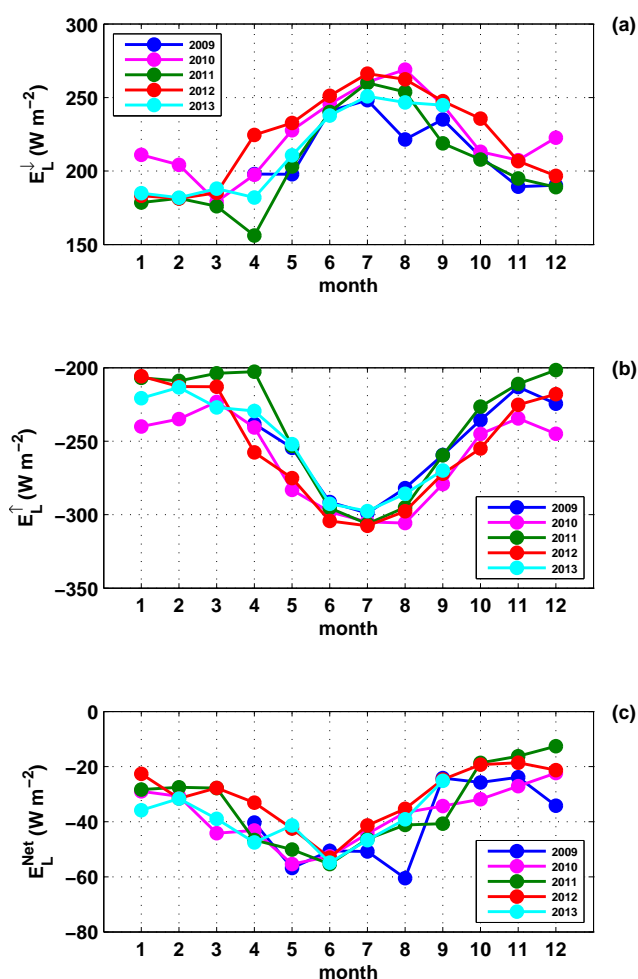 (a)
300
250
200
150
E_L^↓ (W m^−2)
2009
2010
2011
2012
2013
1 2 3 4 5 6 7 8 9 10 11 12
month
(b)
−200
−250
−300
−350
E_L^↑ (W m^−2)
2009
2010
2011
2012
2013
1 2 3 4 5 6 7 8 9 10 11 12
month
(c)
0
−20
−40
−60
−80
E_L^Net (W m^−2)
2009
2010
2011
2012
2013
1 2 3 4 5 6 7 8 9 10 11 12
month